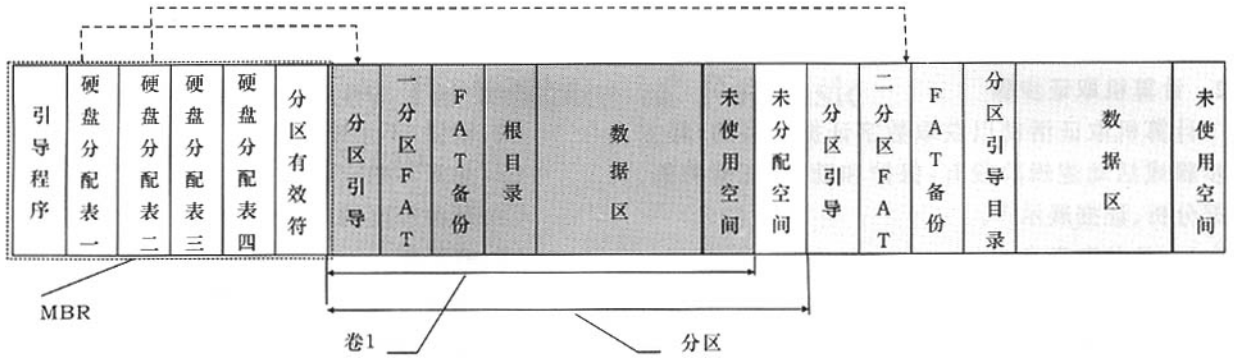 引导程序
硬盘分配表一
硬盘分配表二
硬盘分配表三
硬盘分配表四
分区有效符
分区引导
一分区FAT
FAT备份
根目录
数据区
未使用空间
未分配空间
分区引导
二分区FAT
FAT备份
分区引导目录
数据区
未使用空间
MBR
卷1
分区